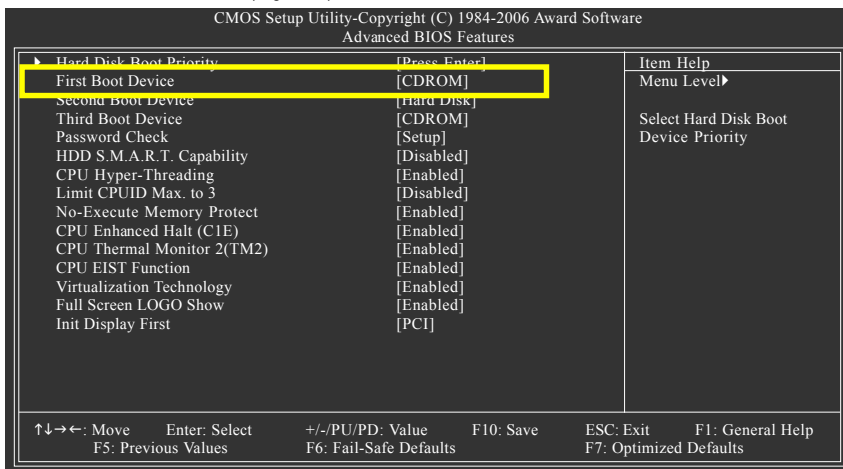 CMOS Setup Utility-Copyright (C) 1984-2006 Award Software
Advanced BIOS Features
Hard Disk Boot Priority [Press Enter] Item Help
First Boot Device [CDROM] Menu Level
Second Boot Device [Hard Disk]
Third Boot Device [CDROM] Select Hard Disk Boot
Password Check [Setup] Device Priority
HDD S.M.A.R.T. Capability [Disabled]
CPU Hyper-Threading [Enabled]
Limit CPUID Max. to 3 [Disabled]
No-Execute Memory Protect [Enabled]
CPU Enhanced Halt (C1E) [Enabled]
CPU Thermal Monitor 2(TM2) [Enabled]
CPU EIST Function [Enabled]
Virtualization Technology [Enabled]
Full Screen LOGO Show [Enabled]
Init Display First [PCI]
↑↓→←: Move Enter: Select +/-/PU/PD: Value F10: Save ESC: Exit F1: General Help
F5: Previous Values F6: Fail-Safe Defaults F7: Optimized Defaults